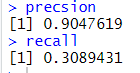 > precsion
[1] 0.9047619
> recall
[1] 0.3089431